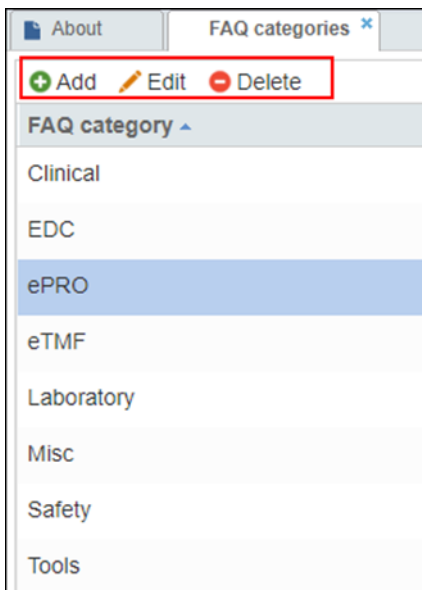 About FAQ categories
Add Edit Delete
FAQ category
Clinical
EDC
ePRO
eTMF
Laboratory
Misc
Safety
Tools